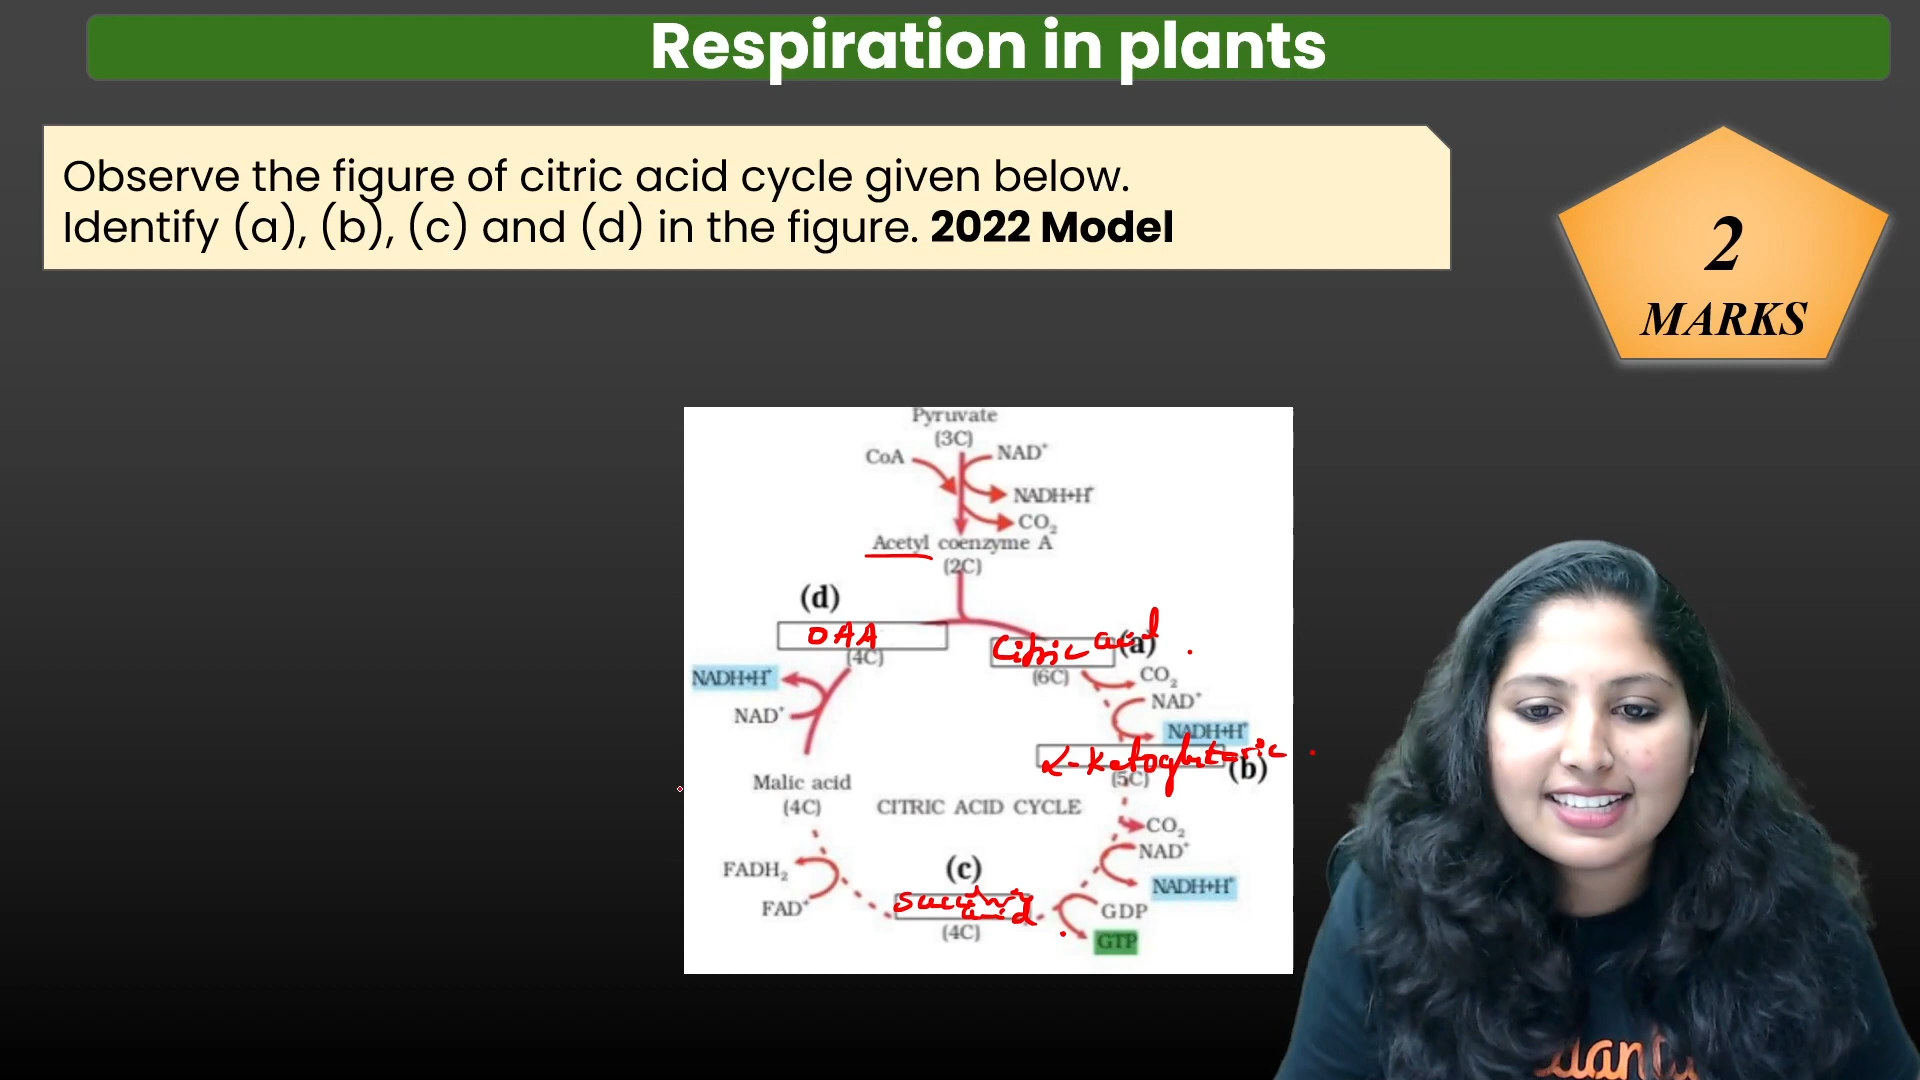 Respiration in plants
Observe the figure of citric acid cycle given below.
Identify (a), (b), (c) and (d) in the figure. 2022 Model
2
MARKS
Pyruvate
(3C)
CoA
NAD⁺
NADH+H⁺
CO₂
Acetyl coenzyme A
(2C)
(d)
OAA
(4C)
Citric acid
(a)
(6C)
CO₂
NAD⁺
NADH+H⁺
(b)
(5C)
CO₂
NAD⁺
NADH+H⁺
GDP
GTP
(c)
acid
(4C)
FADH₂
FAD⁺
Malic acid
(4C)
NADH+H⁺
NAD⁺
CITRIC ACID CYCLE